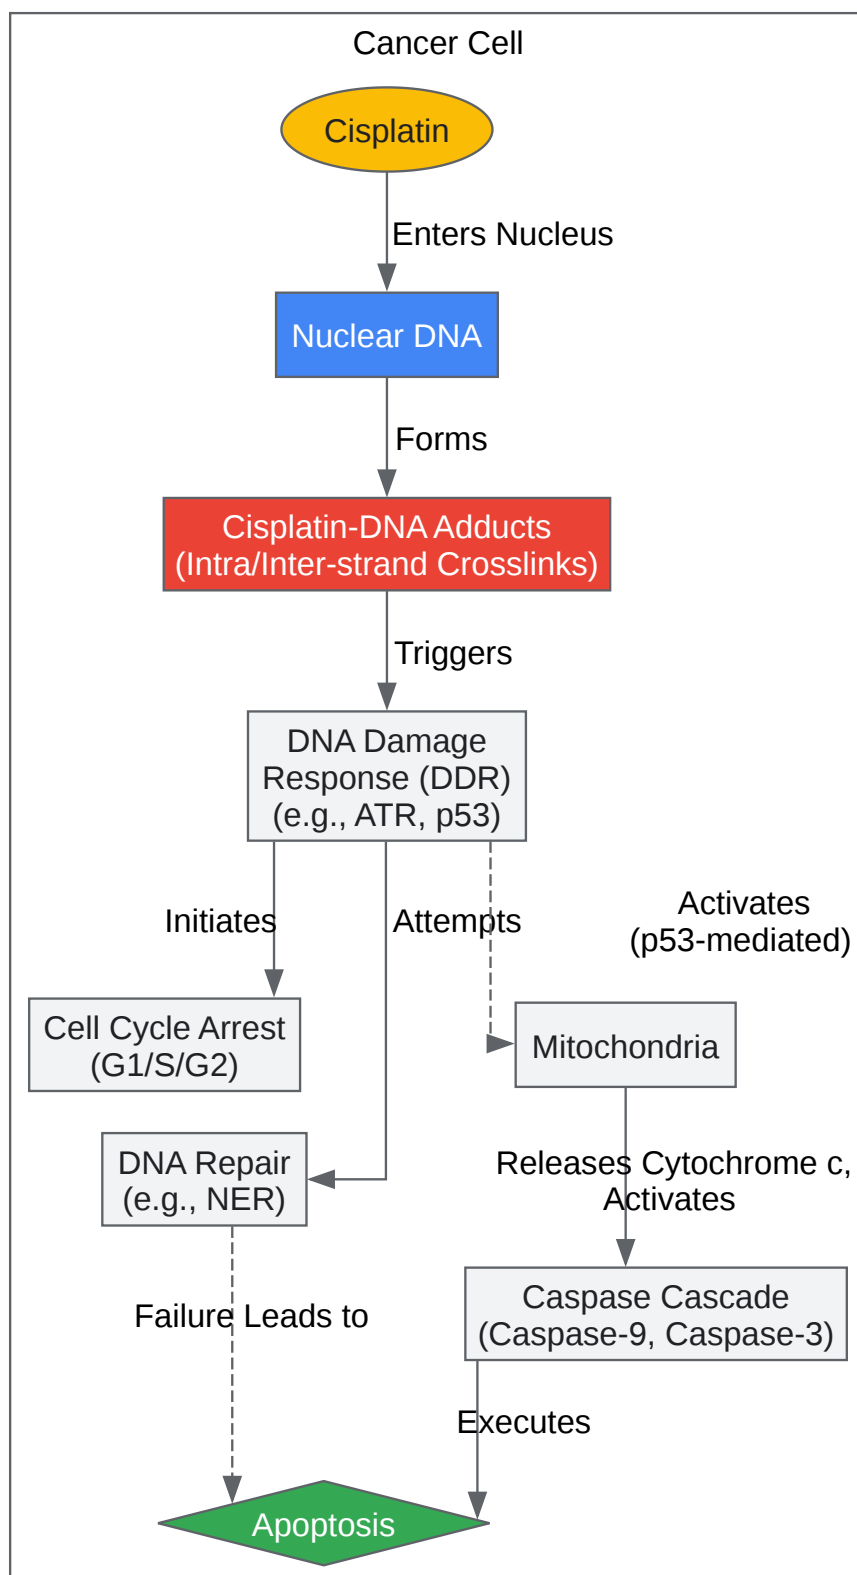 Cancer Cell
Cisplatin
Enters Nucleus
Nuclear DNA
Forms
Cisplatin-DNA Adducts
(Intra/Inter-strand Crosslinks)
Triggers
DNA Damage
Response (DDR)
(e.g., ATR, p53)
Initiates
Attempts
Activates
(p53-mediated)
Cell Cycle Arrest
(G1/S/G2)
Mitochondria
DNA Repair
(e.g., NER)
Releases Cytochrome c,
Activates
Failure Leads to
Caspase Cascade
(Caspase-9, Caspase-3)
Executes
Apoptosis